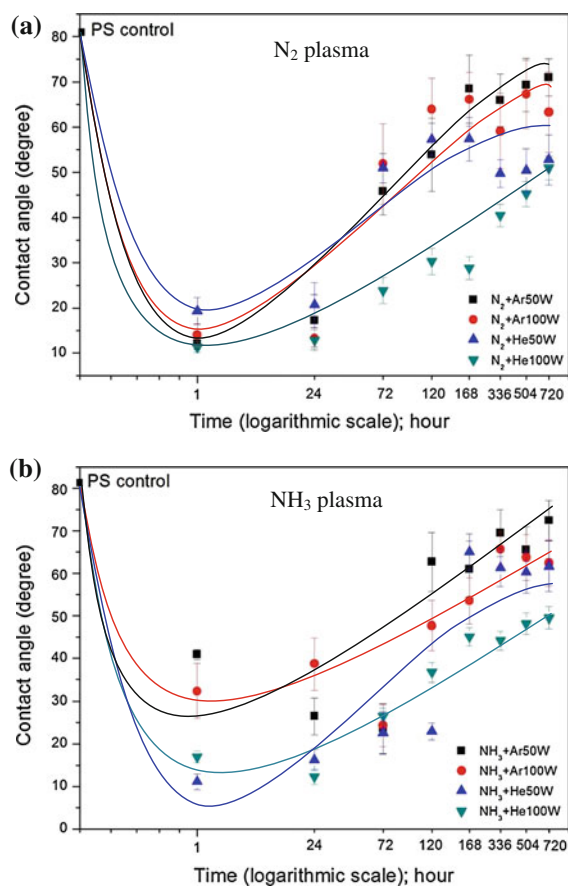 (a)
PS control
N₂ plasma
80
70
60
50
40
30
20
10
Contact angle (degree)
N₂+Ar50W
N₂+Ar100W
N₂+He50W
N₂+He100W
1 24 72 120 168 336 504 720
Time (logarithmic scale); hour
(b)
PS control
NH₃ plasma
80
70
60
50
40
30
20
10
0
Contact angle (degree)
NH₃+Ar50W
NH₃+Ar100W
NH₃+He50W
NH₃+He100W
1 24 72 120 168 336 504 720
Time (logarithmic scale); hour